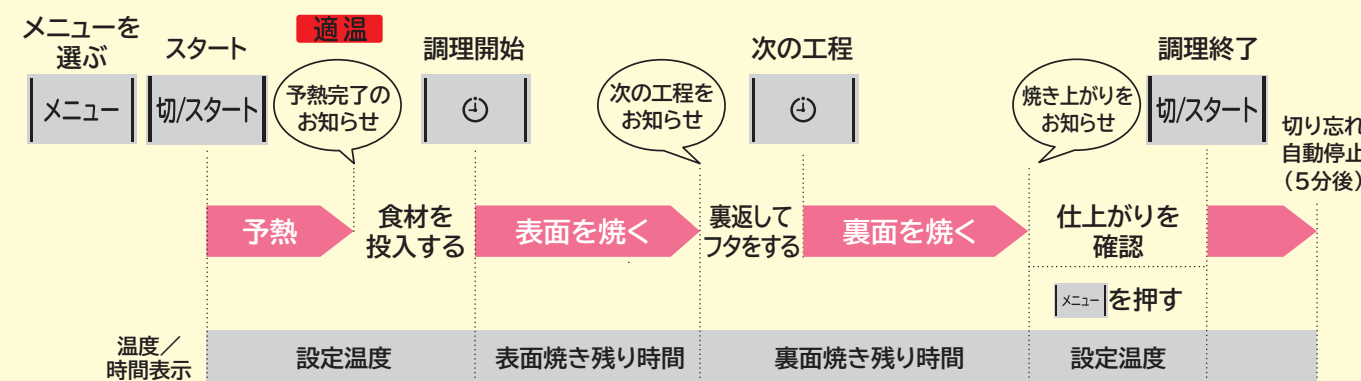 メニューを
選ぶ
スタート
適温
調理開始
次の工程
調理終了
メニュー
切/スタート
予熱完了の
お知らせ
次の工程を
お知らせ
焼き上がりを
お知らせ
切/スタート
切り忘れ
自動停止
(5分後)
予熱
食材を
投入する
表面を焼く
裏返して
フタをする
裏面を焼く
仕上がりを
確認
メニューを押す
温度/
時間表示
設定温度
表面焼き残り時間
裏面焼き残り時間
設定温度